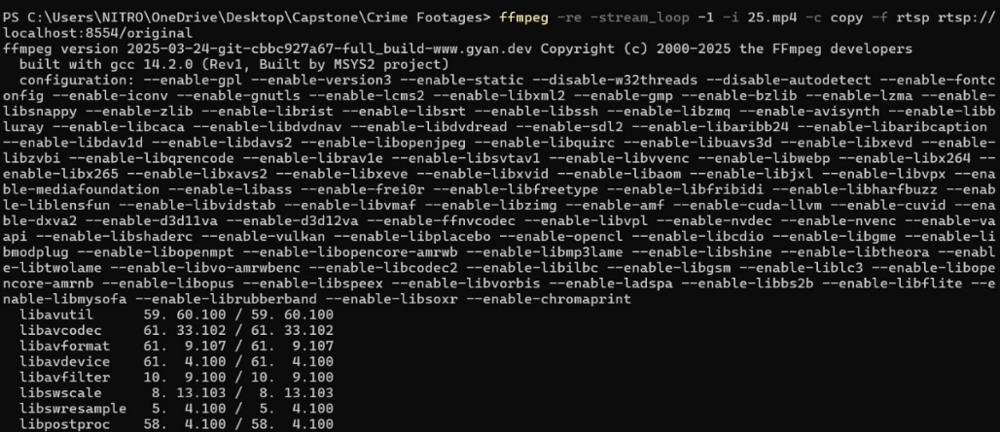 PS C:\Users\NITRO\OneDrive\Desktop\Capstone\Crime Footages> ffmpeg -re -stream_loop -1 -i 25.mp4 -c copy -f rtsp rtsp://
localhost:8554/original
ffmpeg version 2025-03-24-git-cbbc927a67-full_build-www.gyan.dev Copyright (c) 2000-2025 the FFmpeg developers
  built with gcc 14.2.0 (Rev1, Built by MSYS2 project)
  configuration: --enable-gpl --enable-version3 --enable-static --disable-w32threads --disable-autodetect --enable-fontc
onfig --enable-iconv --enable-gnutls --enable-lcms2 --enable-libxml2 --enable-gmp --enable-bzlib --enable-lzma --enable-
libsnappy --enable-zlib --enable-librist --enable-libsrt --enable-libssh --enable-libzmq --enable-avisynth --enable-libb
luray --enable-libcaca --enable-libdvdnav --enable-libdvdread --enable-sdl2 --enable-libaribb24 --enable-libaribcaption
--enable-libdav1d --enable-libdavs2 --enable-libopenjpeg --enable-libquirc --enable-libuavs3d --enable-libxevd --enable-
libzvbi --enable-libqrencode --enable-librav1e --enable-libsvtav1 --enable-libvvenc --enable-libwebp --enable-libx264 --
enable-libx265 --enable-libxavs2 --enable-libxeve --enable-libxvid --enable-libaom --enable-libjxl --enable-libvpx --ena
ble-mediafoundation --enable-libass --enable-frei0r --enable-libfreetype --enable-libfribidi --enable-libharfbuzz --enab
le-liblensfun --enable-libvidstab --enable-libvmaf --enable-libzimg --enable-amf --enable-cuda-llvm --enable-cuvid --ena
ble-dxva2 --enable-d3d11va --enable-d3d12va --enable-ffnvcodec --enable-libvpl --enable-nvdec --enable-nvenc --enable-va
api --enable-libshaderc --enable-vulkan --enable-libplacebo --enable-opencl --enable-libcdio --enable-libgme --enable-li
bmodplug --enable-libopenmpt --enable-libopencore-amrwb --enable-libmp3lame --enable-libshine --enable-libtheora --enabl
e-libtwolame --enable-libvo-amrwbenc --enable-libcodec2 --enable-libilbc --enable-libgsm --enable-liblc3 --enable-libope
ncore-amrnb --enable-libopus --enable-libspeex --enable-libvorbis --enable-ladspa --enable-libbs2b --enable-libflite --e
nable-libmysofa --enable-librubberband --enable-libsoxr --enable-chromaprint
  libavutil      59. 60.100 / 59. 60.100
  libavcodec     61. 33.102 / 61. 33.102
  libavformat    61.  9.107 / 61.  9.107
  libavdevice    61.  4.100 / 61.  4.100
  libavfilter    10.  9.100 / 10.  9.100
  libswscale      8. 13.103 /  8. 13.103
  libswresample   5.  4.100 /  5.  4.100
  libpostproc    58.  4.100 / 58.  4.100